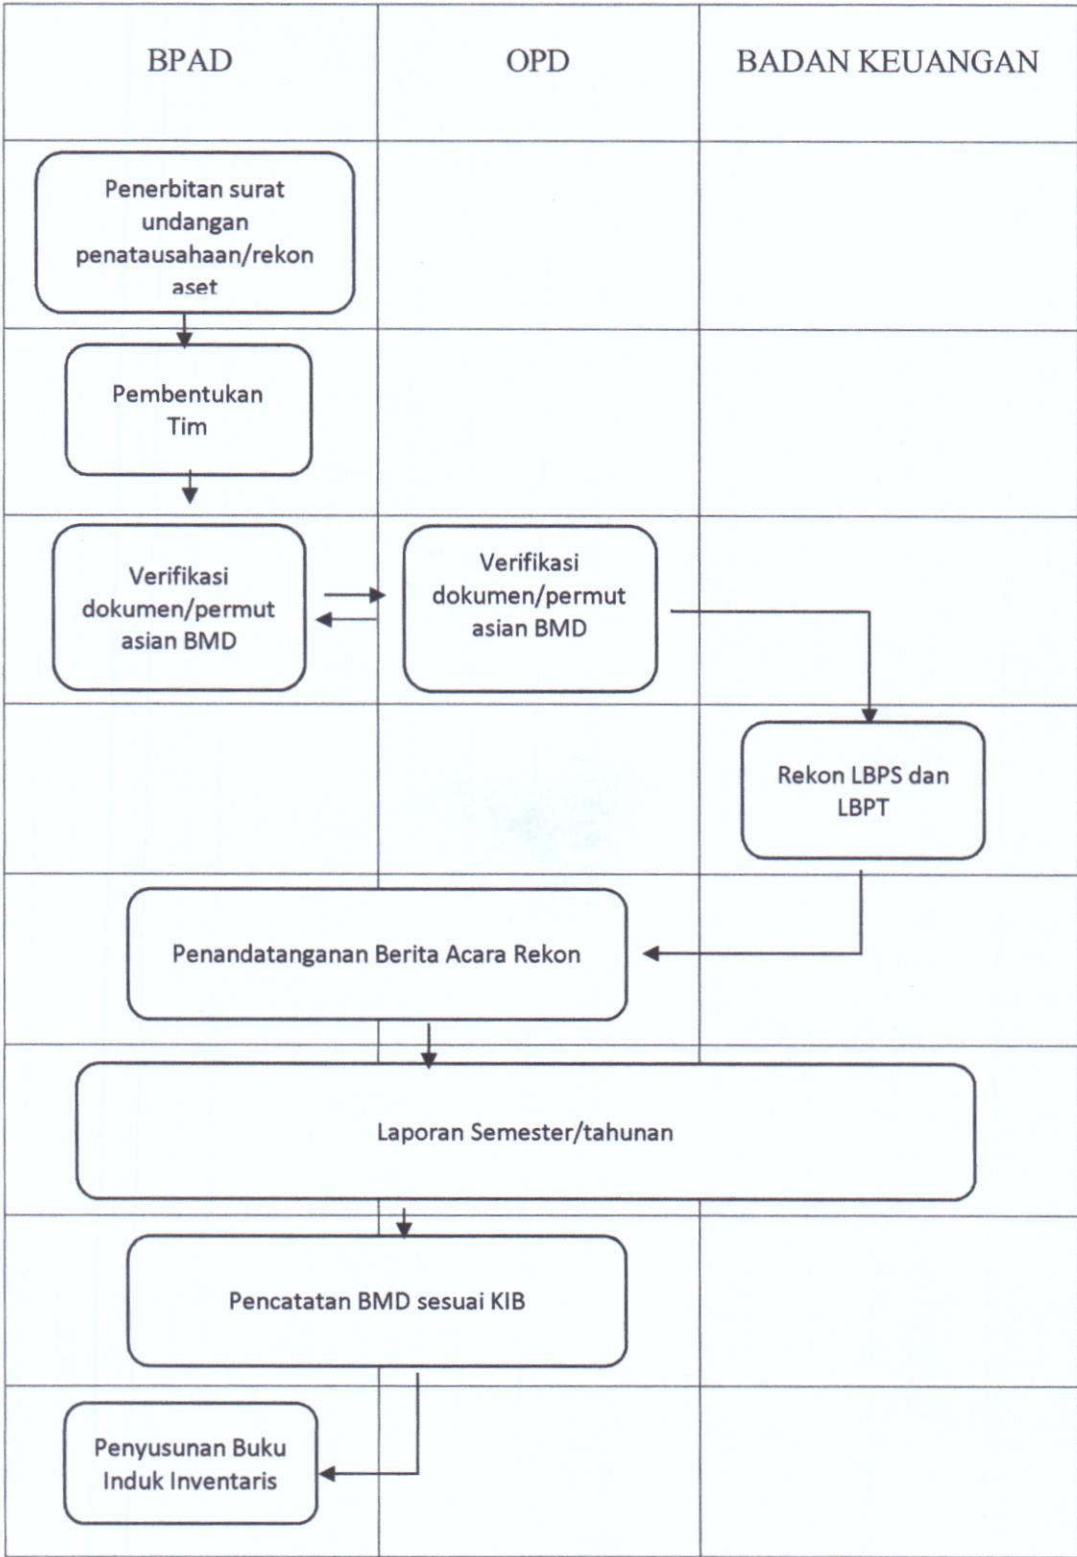 BPAD
OPD
BADAN KEUANGAN
Penerbitan surat
undangan
penatausahaan/rekon
aset
Pembentukan
Tim
Verifikasi
dokumen/permut
asian BMD
Verifikasi
dokumen/permut
asian BMD
Rekon LBPS dan
LBPT
Penandatanganan Berita Acara Rekon
Laporan Semester/tahunan
Pencatatan BMD sesuai KIB
Penyusunan Buku
Induk Inventaris